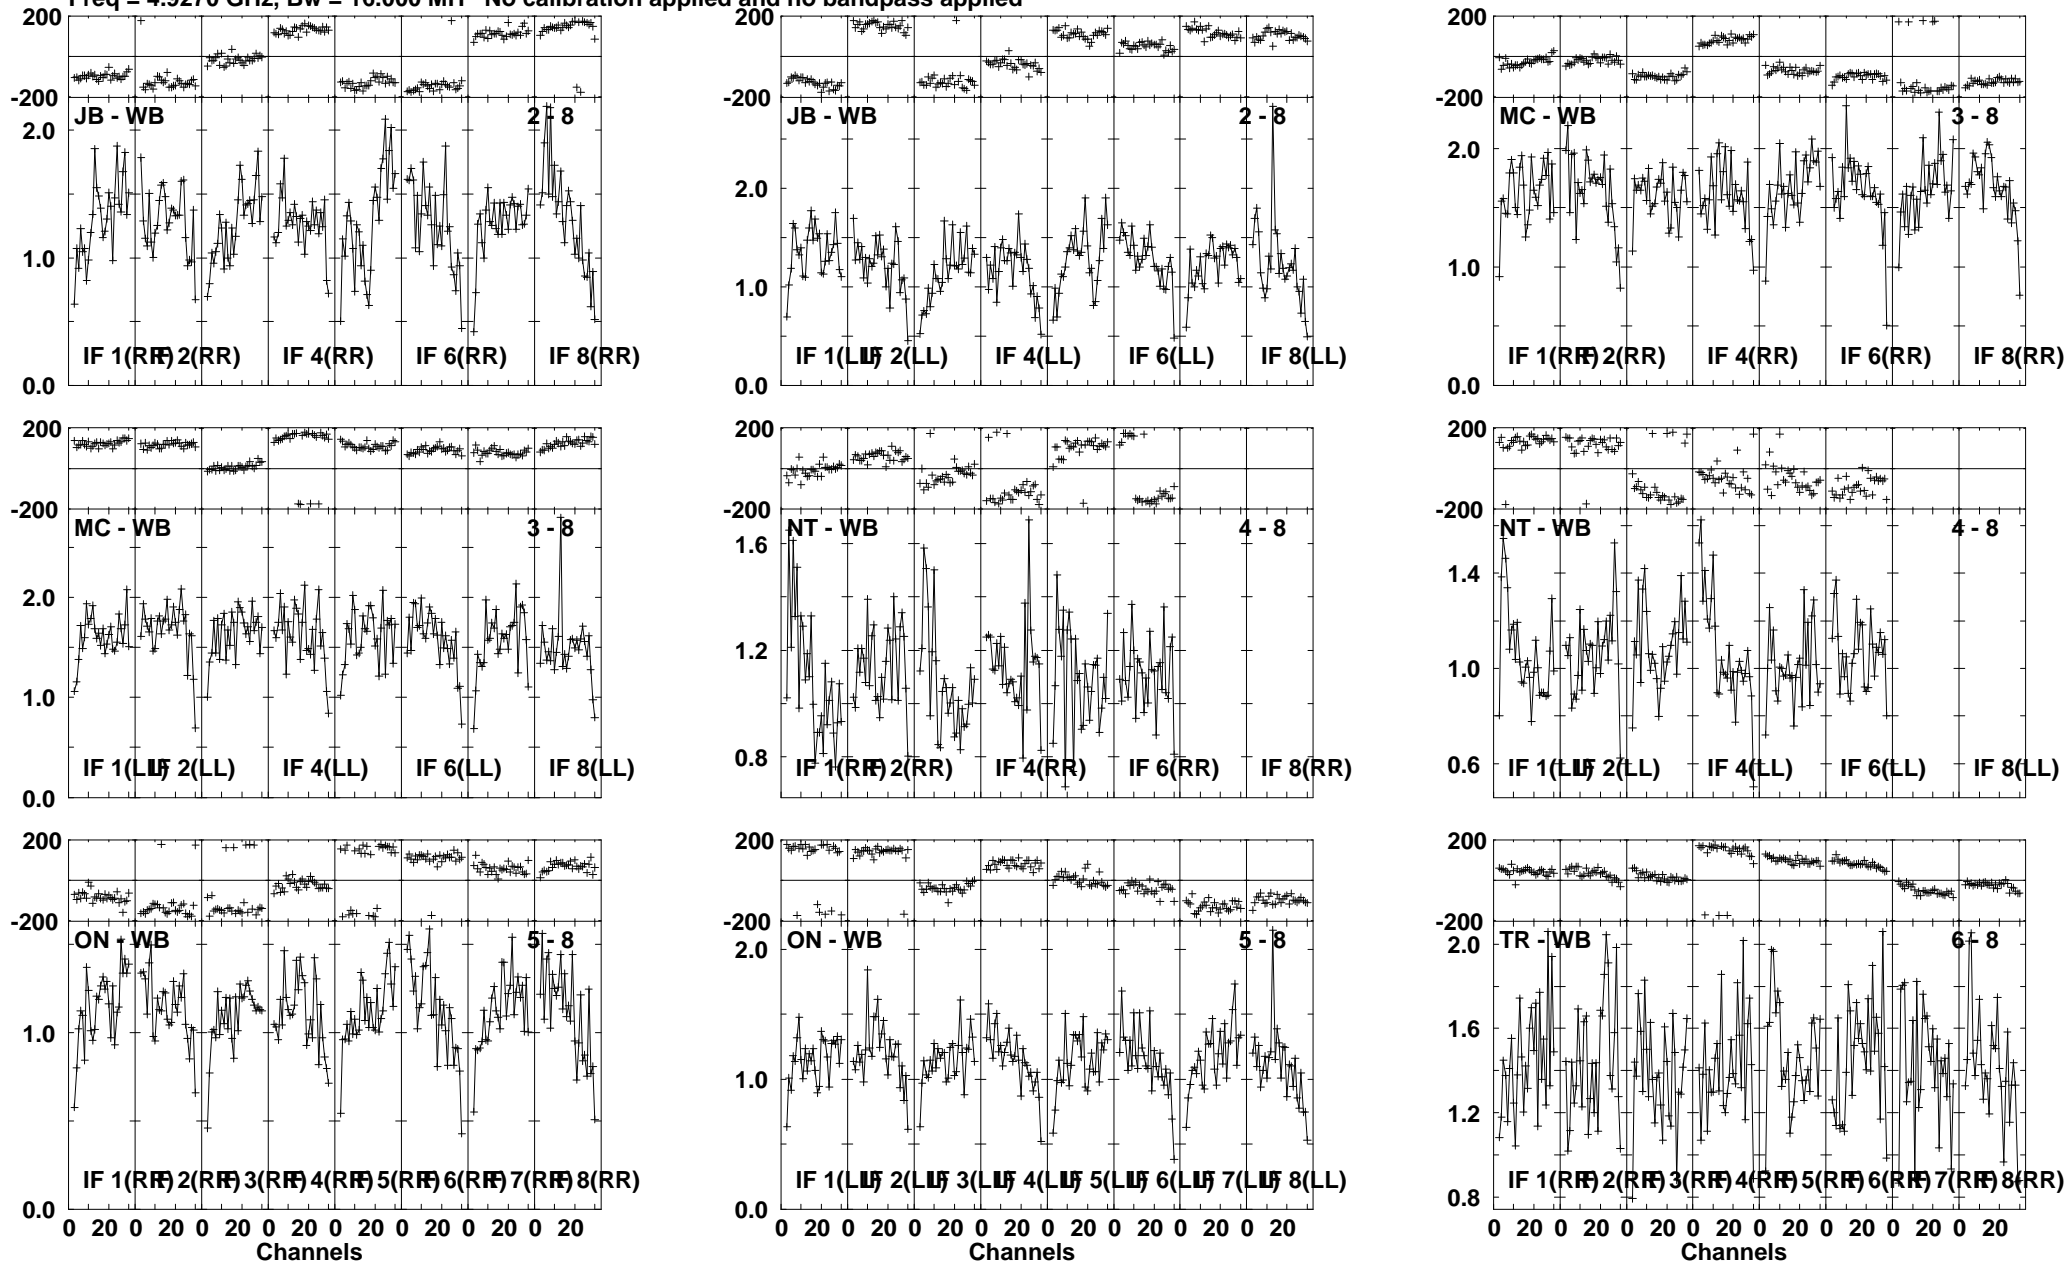 Freq = 4.9276 GHz, Bw = 16.000 MH No calibration applied and no bandpass applied
200
-200
JB - WB 2 - 8
2.0
1.0
0.0
IF 1(RR) IF 2(RR) IF 4(RR) IF 6(RR) IF 8(RR)
200
-200
JB - WB 2 - 8
2.0
1.0
0.0
IF 1(LL) IF 2(LL) IF 4(LL) IF 6(LL) IF 8(LL)
200
-200
MC - WB 3 - 8
2.0
1.0
0.0
IF 1(RR) IF 2(RR) IF 4(RR) IF 6(RR) IF 8(RR)
200
-200
MC - WB 3 - 8
2.0
1.0
0.0
IF 1(LL) IF 2(LL) IF 4(LL) IF 6(LL) IF 8(LL)
200
-200
NT - WB 4 - 8
1.6
1.2
0.8
IF 1(RR) IF 2(RR) IF 4(RR) IF 6(RR) IF 8(RR)
200
-200
NT - WB 4 - 8
1.4
1.0
0.6
IF 1(LL) IF 2(LL) IF 4(LL) IF 6(LL) IF 8(LL)
200
-200
ON - WB 5 - 8
1.0
0.0
IF 1(RR) IF 2(RR) IF 3(RR) IF 4(RR) IF 5(RR) IF 6(RR) IF 7(RR) IF 8(RR)
0 20 0 20 0 20 0 20 0 20 0 20 0 20 0 20
Channels
200
-200
ON - WB 5 - 8
2.0
1.0
0.0
IF 1(LL) IF 2(LL) IF 3(LL) IF 4(LL) IF 5(LL) IF 6(LL) IF 7(LL) IF 8(LL)
0 20 0 20 0 20 0 20 0 20 0 20 0 20 0 20
Channels
200
-200
TR - WB 6 - 8
2.0
1.6
1.2
0.8
IF 1(RR) IF 2(RR) IF 3(RR) IF 4(RR) IF 5(RR) IF 6(RR) IF 7(RR) IF 8(RR)
0 20 0 20 0 20 0 20 0 20 0 20 0 20 0 20
Channels